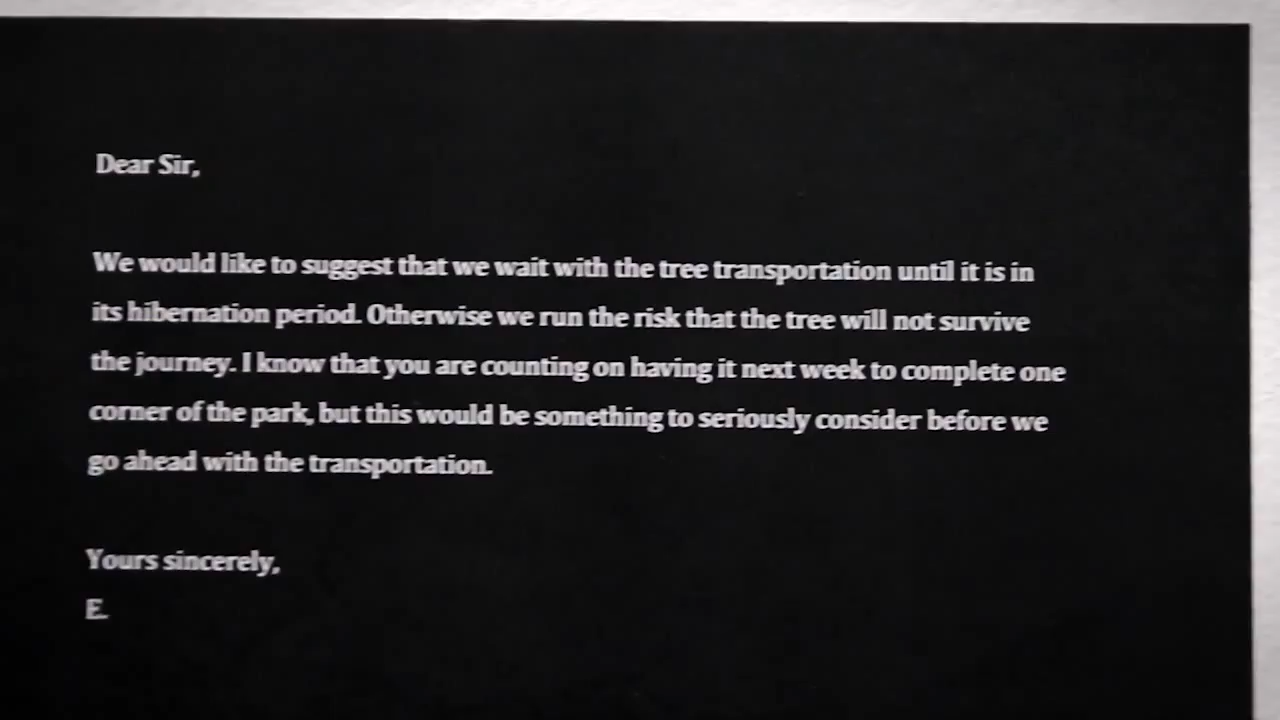 Dear Sir,
We would like to suggest that we wait with the tree transportation until it is in
its hibernation period. Otherwise we run the risk that the tree will not survive
the journey. I know that you are counting on having it next week to complete one
corner of the park, but this would be something to seriously consider before we
go ahead with the transportation.
Yours sincerely,
E.